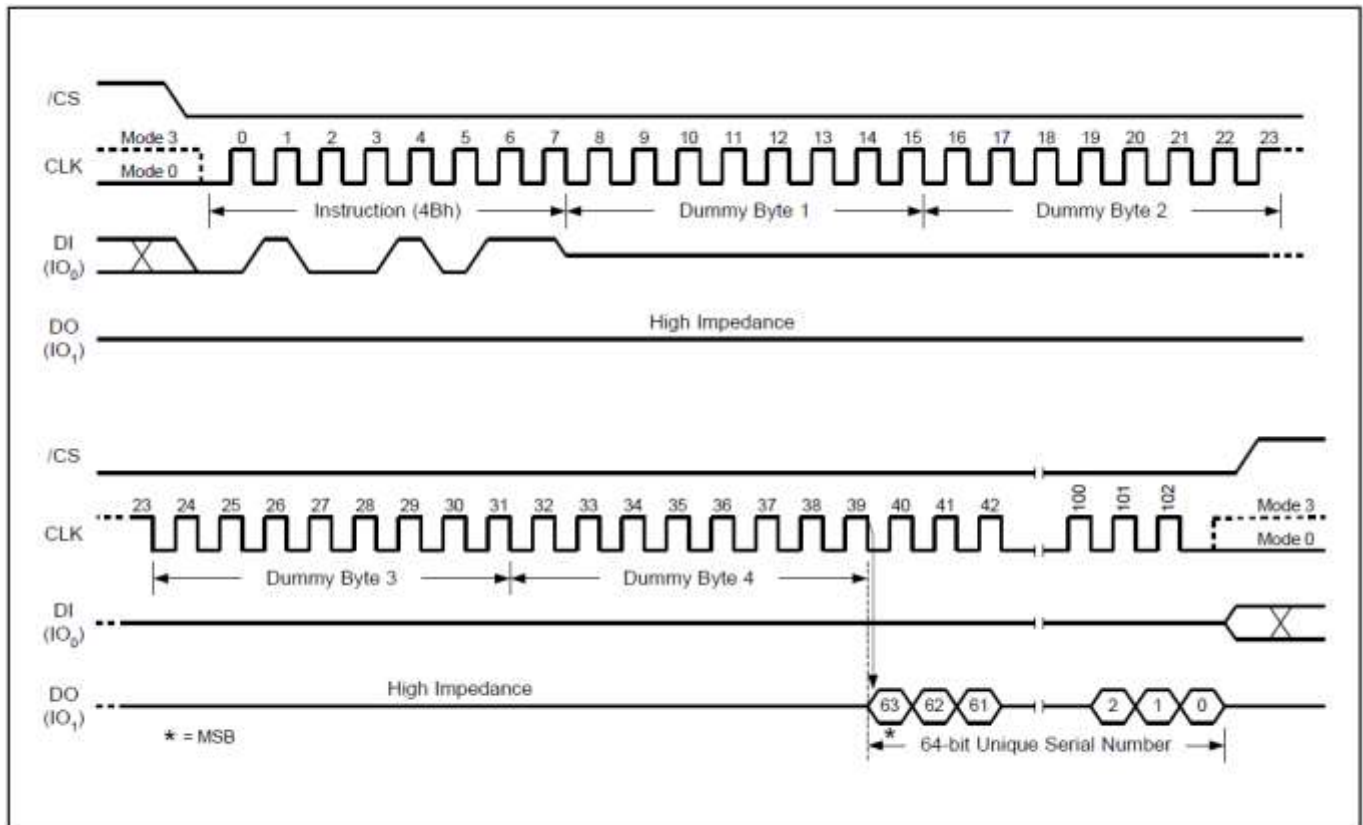 /CS
Mode 3 0 1 2 3 4 5 6 7 8 9 10 11 12 13 14 15 16 17 18 19 20 21 22 23
CLK
Mode 0
Instruction (4Bh) Dummy Byte 1 Dummy Byte 2
DI
(IO0)
DO High Impedance
(IO1)
/CS
23 24 25 26 27 28 29 30 31 32 33 34 35 36 37 38 39 40 41 42 100 101 102 Mode 3
CLK
Mode 0
Dummy Byte 3 Dummy Byte 4
DI
(IO0)
DO High Impedance
(IO1) 63 62 61 2 1 0
* = MSB * 64-bit Unique Serial Number